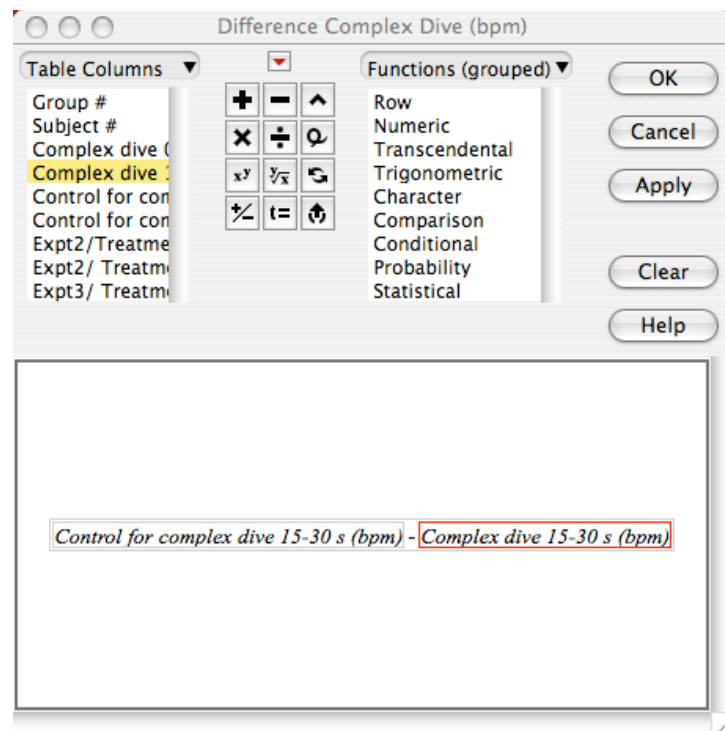 Difference Complex Dive (bpm)
Table Columns ▼
Group #
Subject #
Complex dive
Complex dive
Control for con
Control for con
Expt2/Treatme
Expt2/ Treatm
Expt3/ Treatm
+ − ^
× ÷
xʸ ʸ√x
+/− t=
Functions (grouped) ▼
Row
Numeric
Transcendental
Trigonometric
Character
Comparison
Conditional
Probability
Statistical
OK
Cancel
Apply
Clear
Help
Control for complex dive 15-30 s (bpm) - Complex dive 15-30 s (bpm)